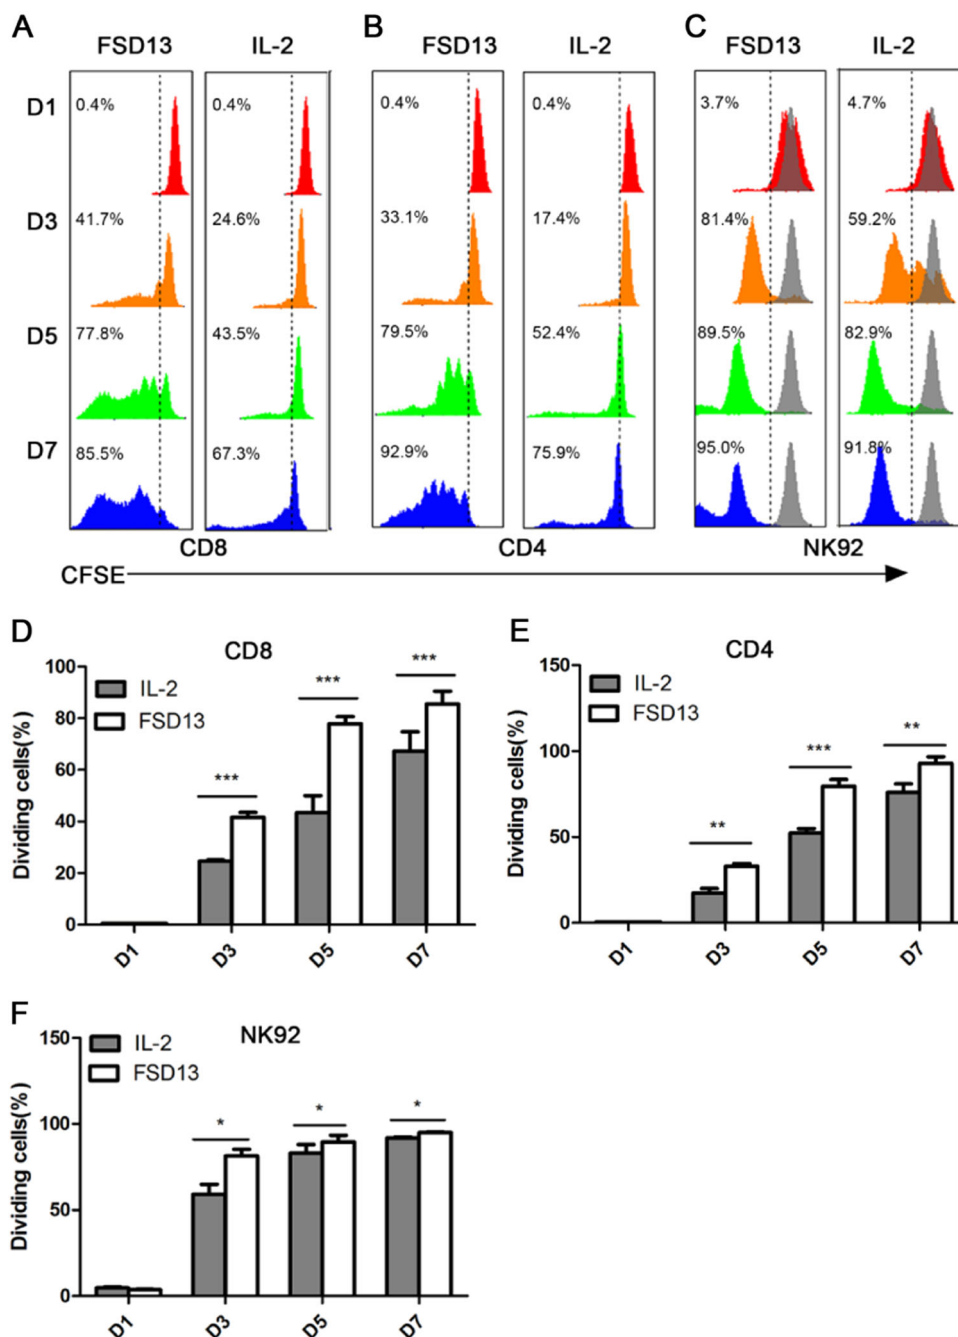 A B C
FSD13 IL-2 FSD13 IL-2 FSD13 IL-2
D1 0.4% 0.4% 0.4% 0.4% 3.7% 4.7%
D3 41.7% 24.6% 33.1% 17.4% 81.4% 59.2%
D5 77.8% 43.5% 79.5% 52.4% 89.5% 82.9%
D7 85.5% 67.3% 92.9% 75.9% 95.0% 91.8%
CD8 CD4 NK92
CFSE
D
CD8
Dividing cells(%)
100
80
60
40
20
0
IL-2
FSD13
***
***
***
D1 D3 D5 D7
E
CD4
Dividing cells(%)
150
100
50
0
IL-2
FSD13
**
***
**
D1 D3 D5 D7
F
NK92
Dividing cells(%)
150
100
50
0
IL-2
FSD13
*
*
*
D1 D3 D5 D7